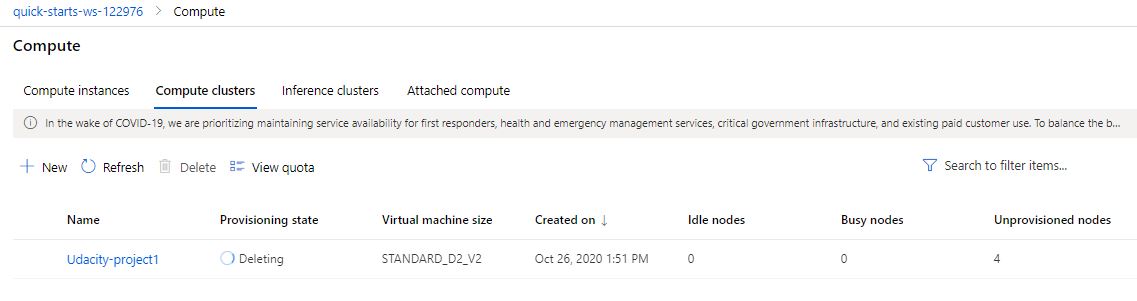 quick-starts-ws-122976 > Compute
Compute
Compute instances Compute clusters Inference clusters Attached compute
In the wake of COVID-19, we are prioritizing maintaining service availability for first responders, health and emergency management services, critical government infrastructure, and existing paid customer use. To balance the b...
New Refresh Delete View quota Search to filter items...
Name Provisioning state Virtual machine size Created on ↓ Idle nodes Busy nodes Unprovisioned nodes
Udacity-project1 Deleting STANDARD_D2_V2 Oct 26, 2020 1:51 PM 0 0 4